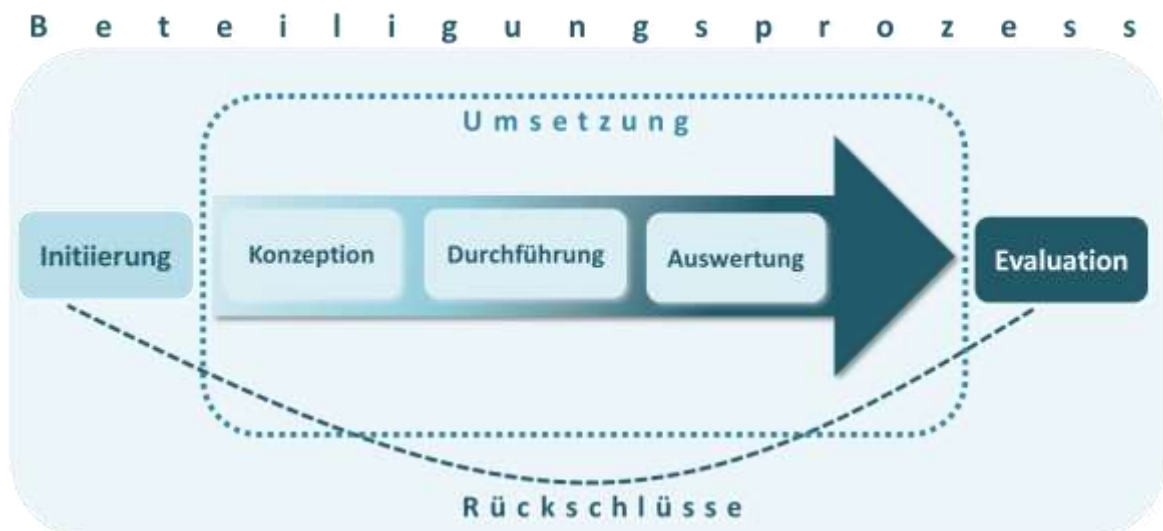 Beteiligungsprozess
Umsetzung
Initiierung
Konzeption
Durchführung
Auswertung
Evaluation
Rückschlüsse